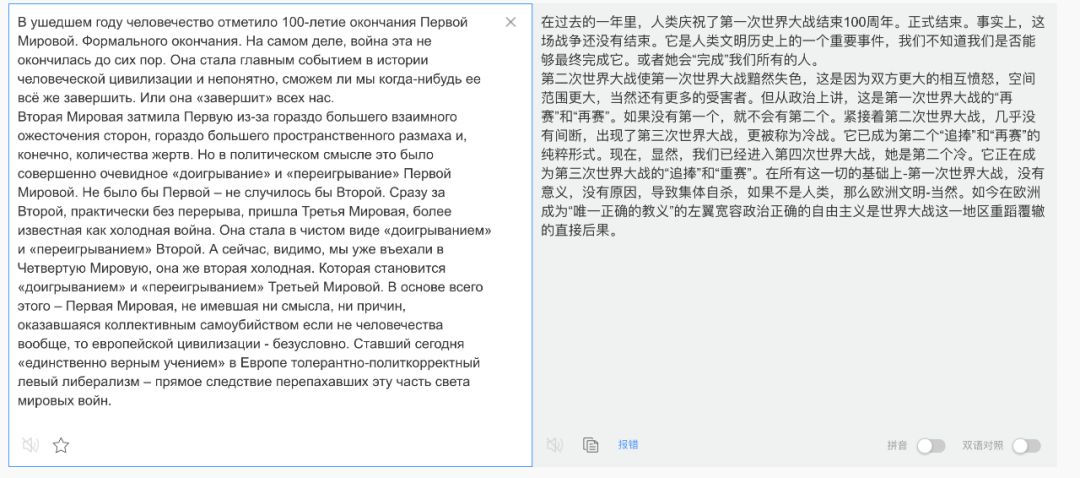 В ушедшем году человечество отметило 100-летие окончания Первой
Мировой. Формального окончания. На самом деле, война эта не
окончилась до сих пор. Она стала главным событием в истории
человеческой цивилизации и непонятно, сможем ли мы когда-нибудь ее
всё же завершить. Или она «завершит» всех нас.
Вторая Мировая затмила Первую из-за гораздо большего взаимного
ожесточения сторон, гораздо большего пространственного размаха и,
конечно, количества жертв. Но в политическом смысле это было
совершенно очевидное «доигрывание» и «переигрывание» Первой
Мировой. Не было бы Первой – не случилось бы Второй. Сразу за
Второй, практически без перерыва, пришла Третья Мировая, более
известная как холодная война. Она стала в чистом виде «доигрыванием»
и «переигрыванием» Второй. А сейчас, видимо, мы уже въехали в
Четвертую Мировую, она же вторая холодная. Которая становится
«доигрыванием» и «переигрыванием» Третьей Мировой. В основе всего
этого – Первая Мировая, не имевшая ни смысла, ни причин,
оказавшаяся коллективным самоубийством если не человечества
вообще, то европейской цивилизации - безусловно. Ставший сегодня
«единственно верным учением» в Европе толерантно-политкорректный
левый либерализм – прямое следствие перепахавших эту часть света
мировых войн.
在过去的一年里，人类庆祝了第一次世界大战结束100周年。正式结束。事实上，这
场战争还没有结束。它是人类文明历史上的一个重要事件，我们不知道我们是否能
够最终完成它。或者她会“完成”我们所有的人。
第二次世界大战使第一次世界大战黯然失色，这是因为双方更大的相互愤怒，空间
范围更大，当然还有更多的受害者。但从政治上讲，这是第一次世界大战的“再
赛”和“再赛”。如果没有第一个，就不会有第二个。紧接着第二次世界大战，几乎没
有间断，出现了第三次世界大战，更被称为冷战。它已成为第二个“追捧”和“再赛”的
纯粹形式。现在，显然，我们已经进入第四次世界大战，她是第二个冷。它正在成
为第三次世界大战的“追捧”和“重赛”。在所有这一切的基础上-第一次世界大战，没有
意义，没有原因，导致集体自杀，如果不是人类，那么欧洲文明-当然。如今在欧洲
成为“唯一正确的教义”的左翼宽容政治正确的自由主义是世界大战这一地区重蹈覆辙
的直接后果。
报错
拼音
双语对照